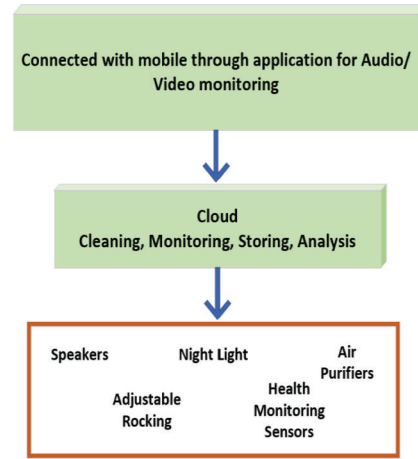 Connected with mobile through application for Audio/
Video monitoring
Cloud
Cleaning, Monitoring, Storing, Analysis
Speakers
Night Light
Air
Purifiers
Adjustable
Rocking
Health
Monitoring
Sensors